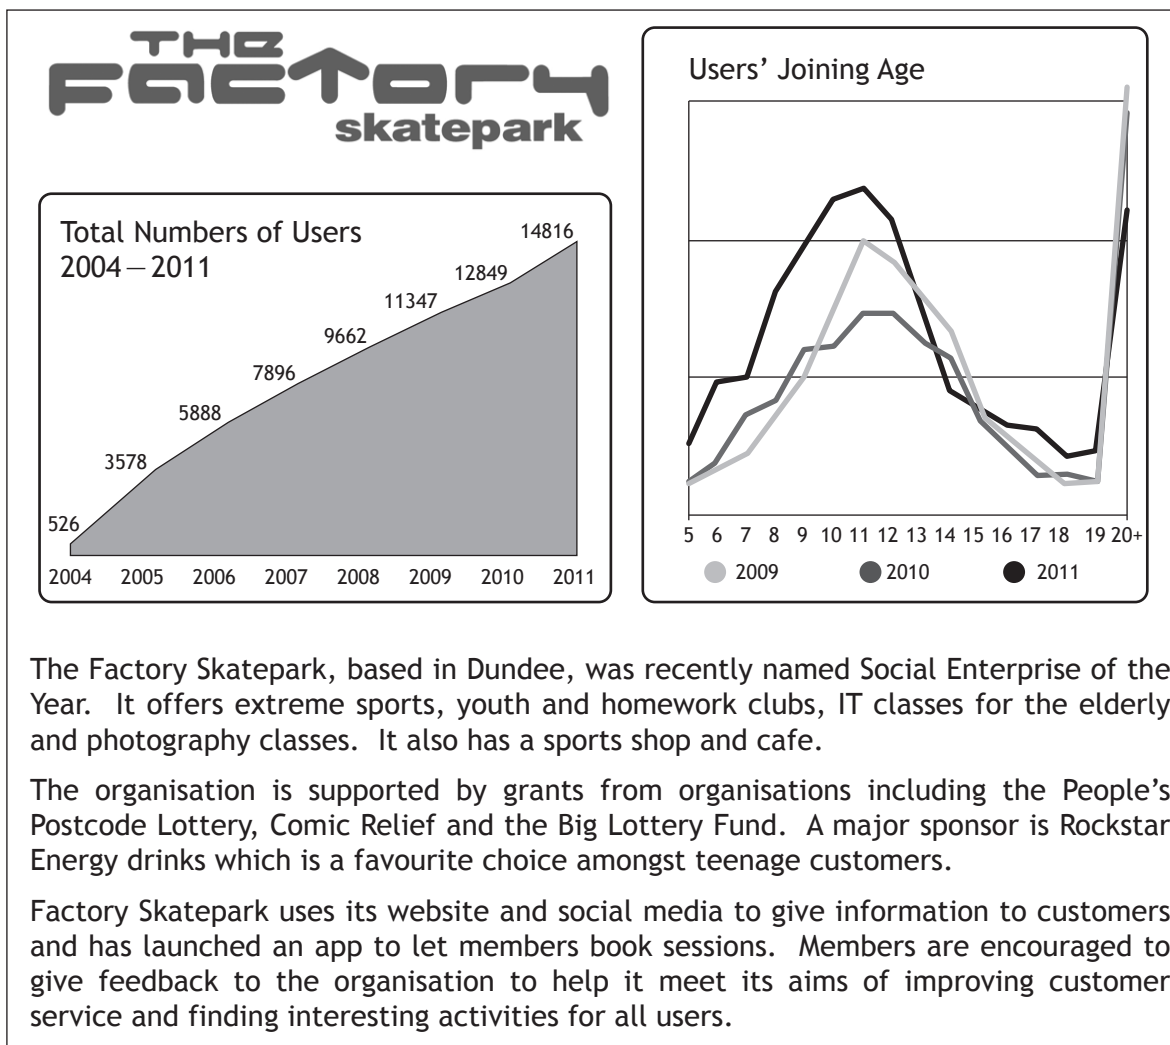 THE
FACTORY
skatepark
Total Numbers of Users
2004 – 2011
526
3578
5888
7896
9662
11347
12849
14816
2004 2005 2006 2007 2008 2009 2010 2011
Users’ Joining Age
5 6 7 8 9 10 11 12 13 14 15 16 17 18 19 20+
2009 2010 2011
The Factory Skatepark, based in Dundee, was recently named Social Enterprise of the
Year. It offers extreme sports, youth and homework clubs, IT classes for the elderly
and photography classes. It also has a sports shop and cafe.
The organisation is supported by grants from organisations including the People’s
Postcode Lottery, Comic Relief and the Big Lottery Fund. A major sponsor is Rockstar
Energy drinks which is a favourite choice amongst teenage customers.
Factory Skatepark uses its website and social media to give information to customers
and has launched an app to let members book sessions. Members are encouraged to
give feedback to the organisation to help it meet its aims of improving customer
service and finding interesting activities for all users.